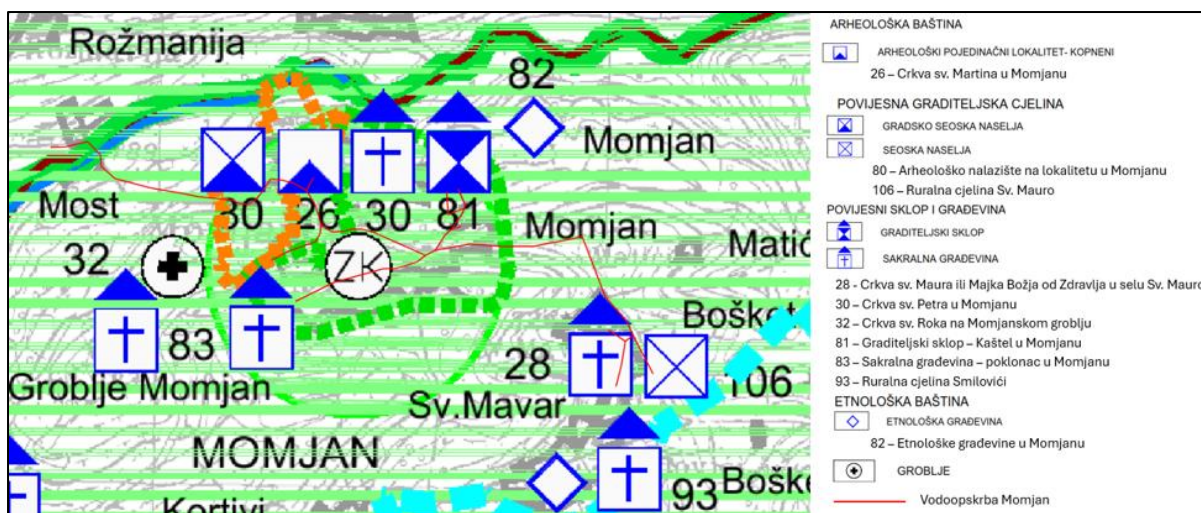 Rožmanija
82
Momjan
Most
30
26
30
81
Momjan
Matić
32
ZK
83
Bošket
28
106
Groblje Momjan
Sv.Mavar
MOMJAN
93
Boške
Kortivi
ARHEOLOŠKA BAŠTINA
ARHEOLOŠKI POJEDINAČNI LOKALITET- KOPNENI
26 – Crkva sv. Martina u Momjanu
POVIJESNA GRADITELJSKA CJELINA
GRADSKO SEOSKA NASELJA
SEOSKA NASELJA
80 – Arheološko nalazište na lokalitetu u Momjanu
106 – Ruralna cjelina Sv. Mauro
POVIJESNI SKLOP I GRAĐEVINA
GRADITELJSKI SKLOP
SAKRALNA GRAĐEVINA
28 - Crkva sv. Maura ili Majka Božja od Zdravlja u selu Sv. Mauro
30 – Crkva sv. Petra u Momjanu
32 – Crkva sv. Roka na Momjanskom groblju
81 – Graditeljski sklop – Kaštel u Momjanu
83 – Sakralna građevina – poklonac u Momjanu
93 – Ruralna cjelina Smilovići
ETNOLOŠKA BAŠTINA
ETNOLOŠKA GRAĐEVINA
82 – Etnološke građevine u Momjanu
GROBLJE
Vodoopskrba Momjan